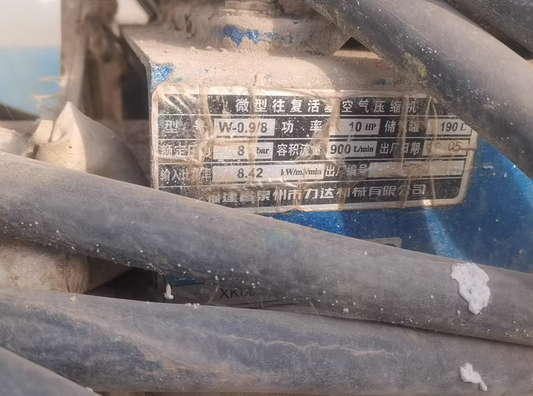 微型往复活塞空气压缩机
型 W-0.9/8 功率 10 HP 储 罐 190 L
额定压 8 bar 容积流量 900 L/min 出厂日期 05
输入比功率 8.42 kW/m³/min 出厂编号
福建省泉州市力达机械有限公司
XK06